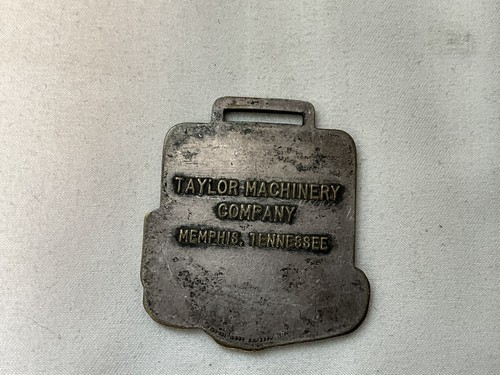 TAYLOR MACHINERY
COMPANY
MEMPHIS, TENNESSEE